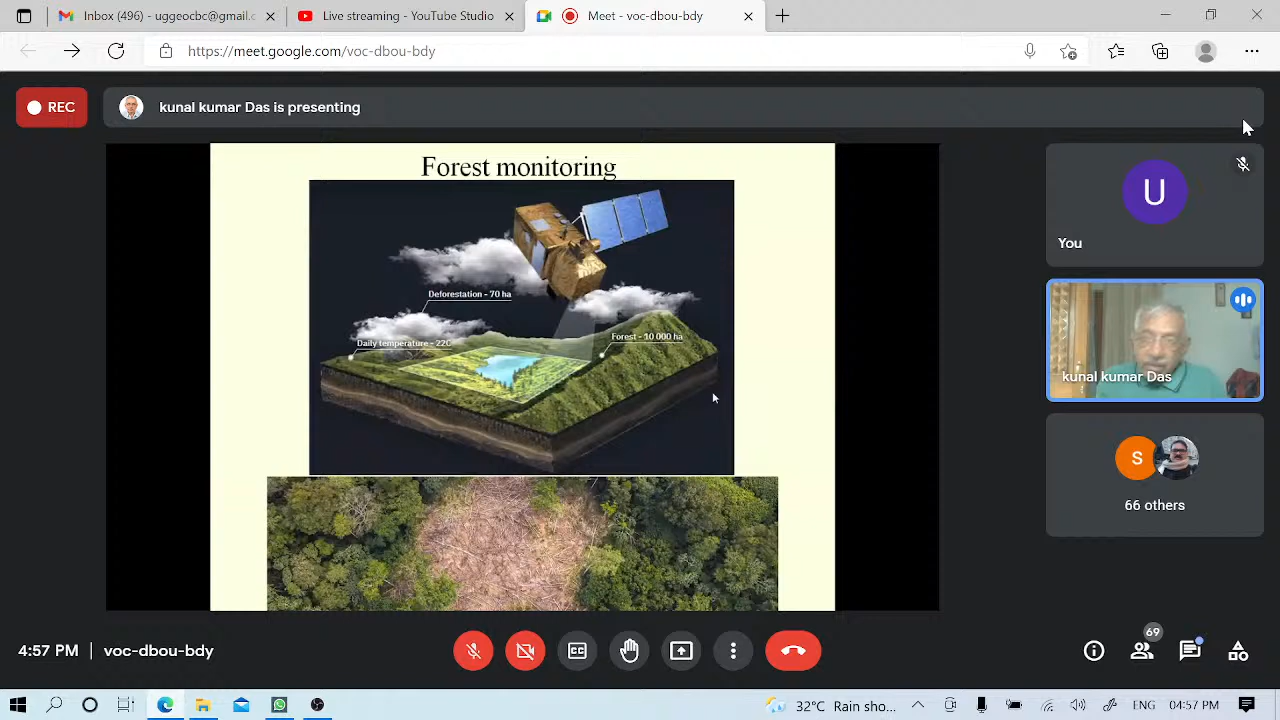 Inbox (496) - uggeocbc@gmail.c
Live streaming - YouTube Studio
Meet - voc-dbou-bdy
https://meet.google.com/voc-dbou-bdy
REC
kunal kumar Das is presenting
Forest monitoring
Deforestation - 70 ha
Daily temperature - 22C
Forest - 10 000 ha
U
You
kunal kumar Das
S
66 others
4:57 PM | voc-dbou-bdy
69
32°C Rain sho...
ENG
04:57 PM